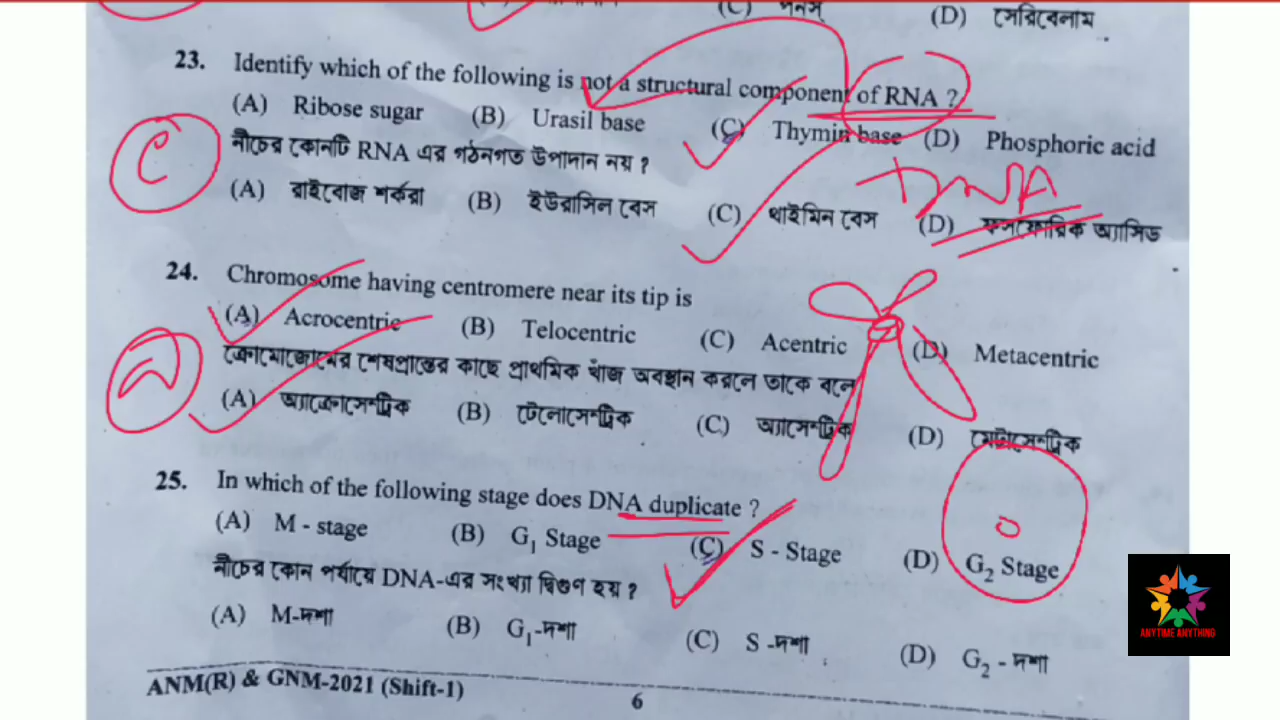 (C) পনস্ (D) সেরিবেলাম
23. Identify which of the following is not a structural component of RNA ?
(A) Ribose sugar (B) Urasil base (C) Thymin base (D) Phosphoric acid
নীচের কোনটি RNA এর গঠনগত উপাদান নয় ?
(A) রাইবোজ শর্করা (B) ইউরাসিল বেস (C) থাইমিন বেস (D) ফসফোরিক অ্যাসিড
C
DNA
24. Chromosome having centromere near its tip is
(A) Acrocentric (B) Telocentric (C) Acentric (D) Metacentric
ক্রোমোজোমের শেষপ্রান্তের কাছে প্রাথমিক খাঁজ অবস্থান করলে তাকে বলে
(A) অ্যাক্রোসেন্ট্রিক (B) টেলোসেন্ট্রিক (C) অ্যাসেন্ট্রিক (D) মেটাসেন্ট্রিক
25. In which of the following stage does DNA duplicate ?
(A) M - stage (B) G₁ Stage (C) S - Stage (D) G₂ Stage
নীচের কোন পর্যায়ে DNA-এর সংখ্যা দ্বিগুণ হয় ?
(A) M-দশা (B) G₁-দশা (C) S -দশা (D) G₂ - দশা
ANYTIME ANYTHING
ANM(R) & GNM-2021 (Shift-1) 6